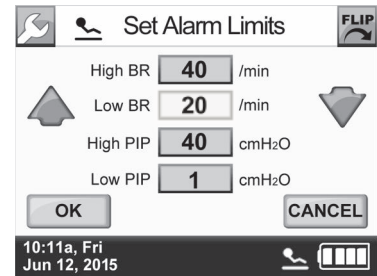 Set Alarm Limits FLIP
High BR 40 /min
Low BR 20 /min
High PIP 40 cmH2O
Low PIP 1 cmH2O
OK CANCEL
10:11a, Fri
Jun 12, 2015